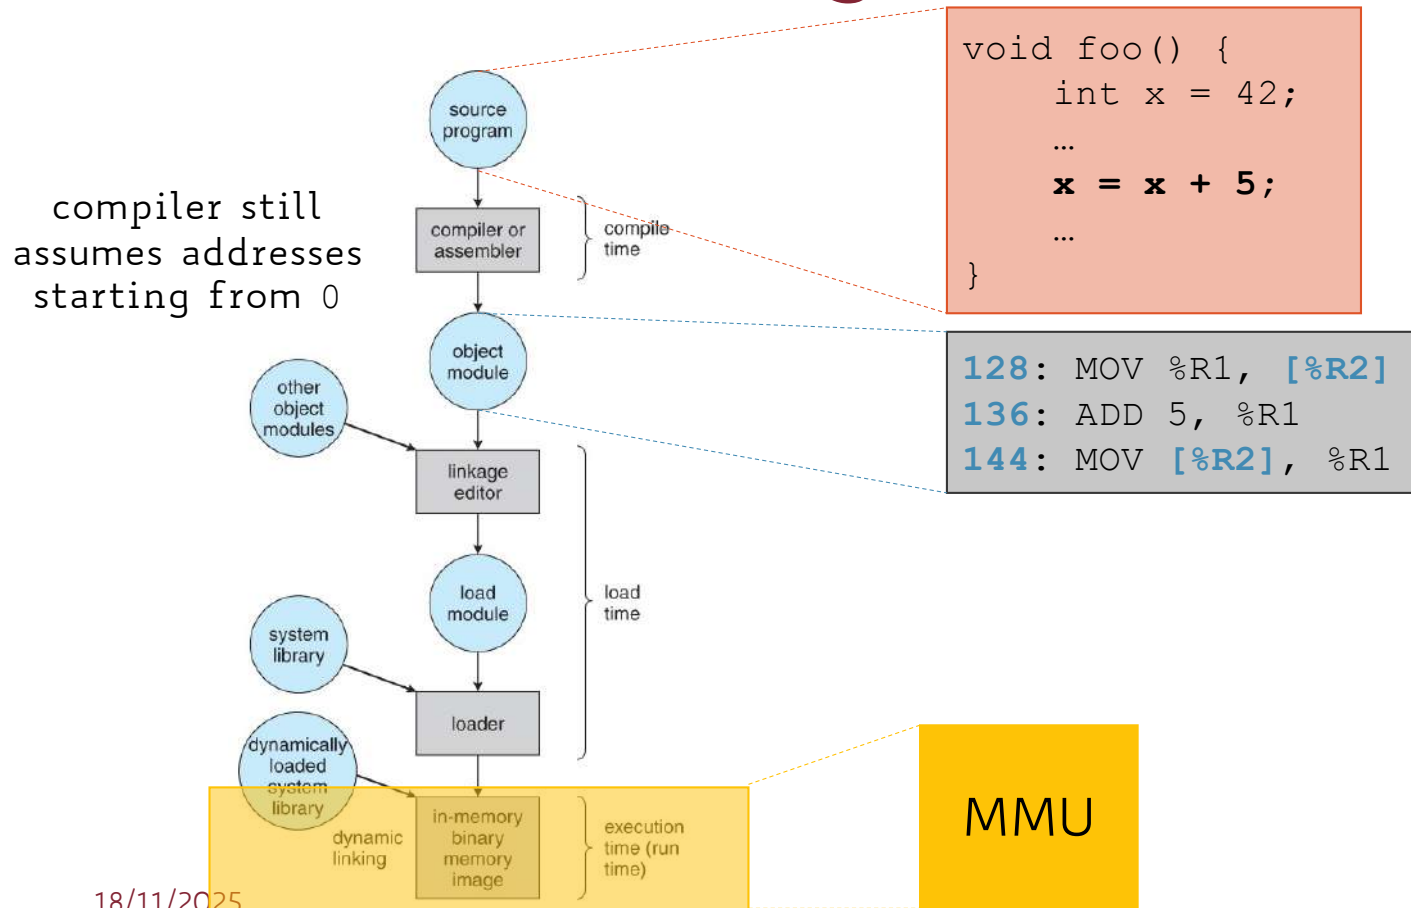 void foo() {
int x = 42;
…
x = x + 5;
…
}
source
program
compiler still
assumes addresses
starting from 0
compiler or
assembler
compile
time
object
module
128: MOV %R1, [%R2]
136: ADD 5, %R1
144: MOV [%R2], %R1
other
object
modules
linkage
editor
load
module
load
time
system
library
loader
dynamically
loaded
system
library
dynamic
linking
in-memory
binary
memory
image
execution
time (run
time)
MMU
18/11/2025